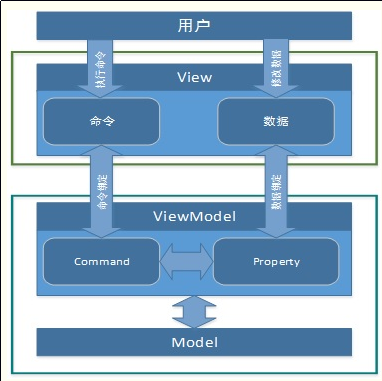 用户
执行命令
修改数据
View
命令
数据
命令绑定
数据绑定
ViewModel
Command
Property
Model